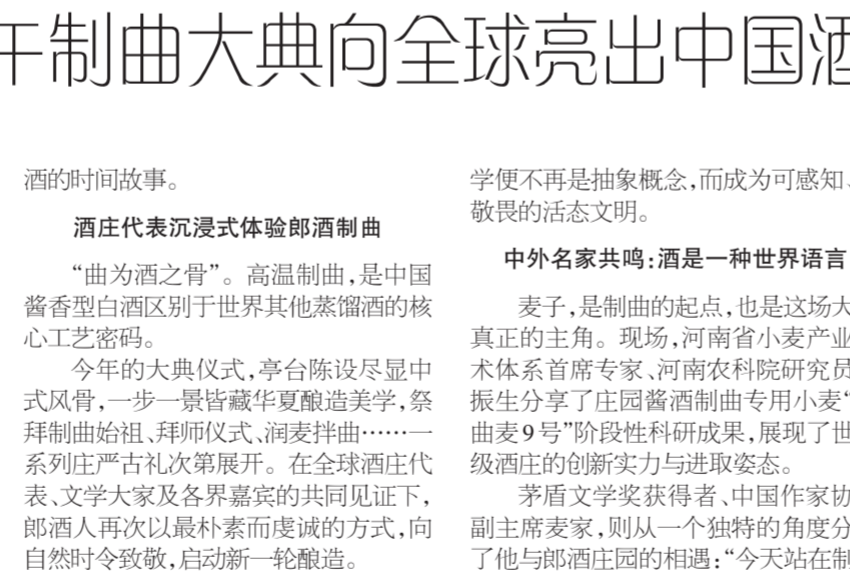 午制曲大典向全球亮出中国酒
酒的时间故事。
酒庄代表沉浸式体验郎酒制曲
“曲为酒之骨”。高温制曲,是中国
酱香型白酒区别于世界其他蒸馏酒的核
心工艺密码。
今年的大典仪式,亭台陈设尽显中
式风骨,一步一景皆藏华夏酿造美学,祭
拜制曲始祖、拜师仪式、润麦拌曲……一
系列庄严古礼次第展开。在全球酒庄代
表、文学大家及各界嘉宾的共同见证下,
郎酒人再次以最朴素而虔诚的方式,向
自然时令致敬,启动新一轮酿造。
学便不再是抽象概念,而成为可感知、
敬畏的活态文明。
中外名家共鸣:酒是一种世界语言
麦子,是制曲的起点,也是这场大
真正的主角。现场,河南省小麦产业
术体系首席专家、河南农科院研究员
振生分享了庄园酱酒制曲专用小麦“
曲麦9号”阶段性科研成果,展现了世
级酒庄的创新实力与进取姿态。
茅盾文学奖获得者、中国作家协
副主席麦家,则从一个独特的角度分
了他与郎酒庄园的相遇:“今天站在制